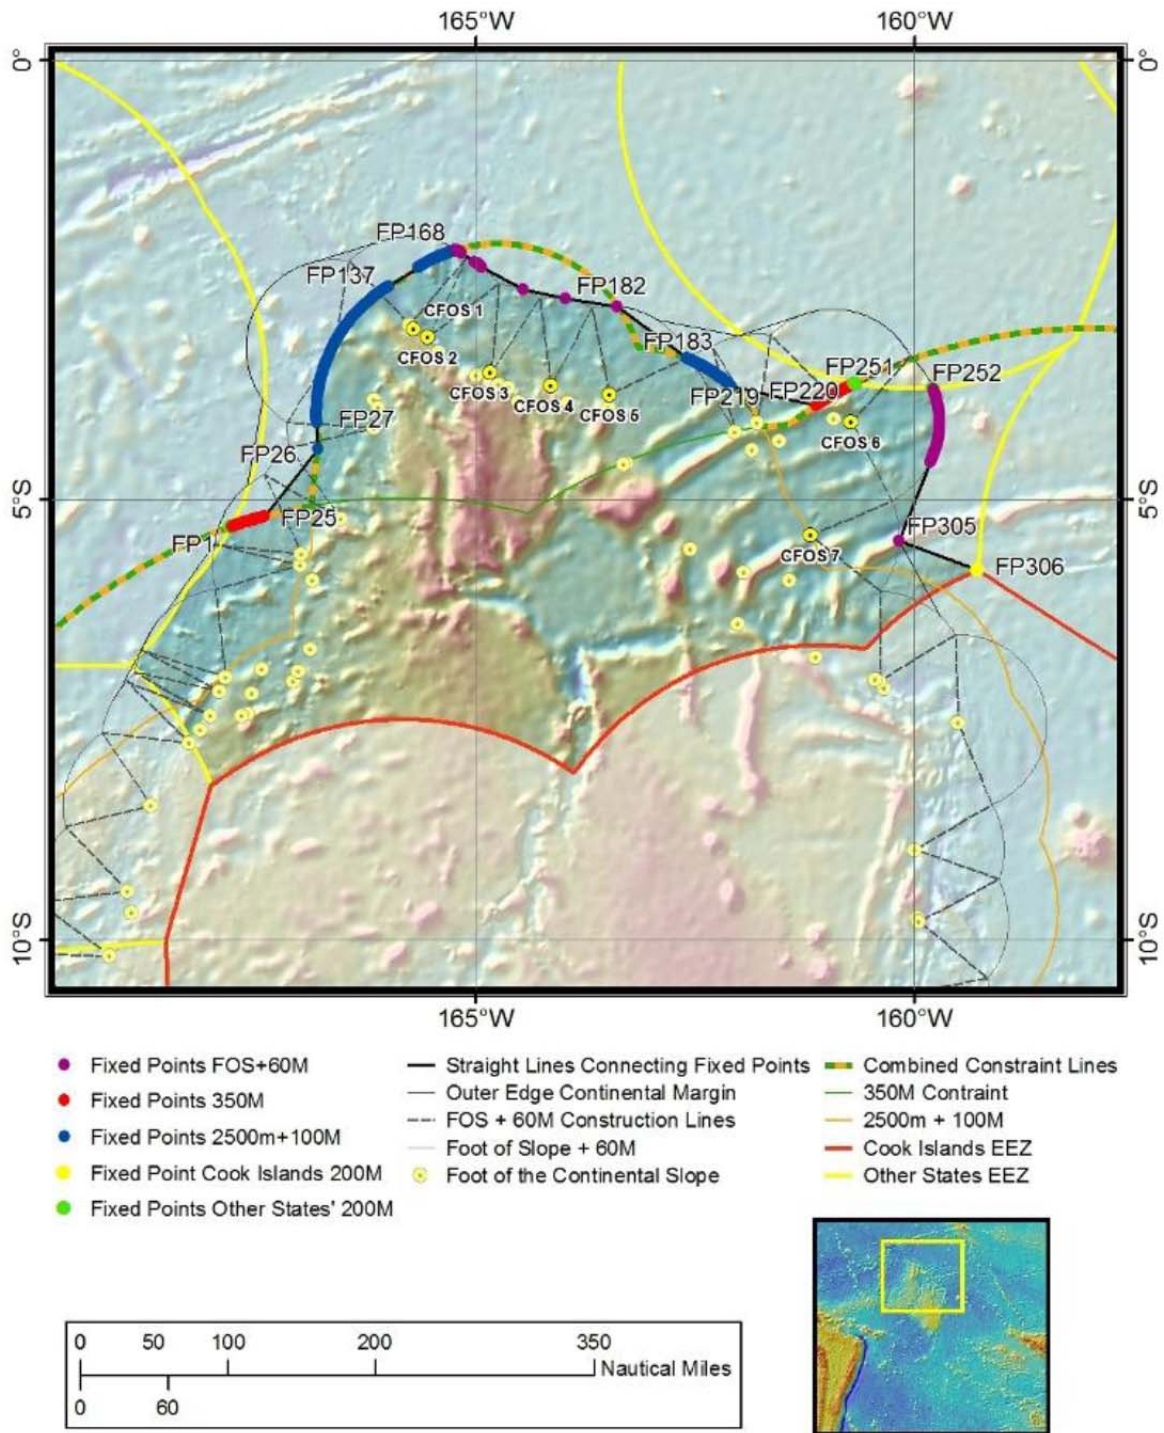 165°W 160°W
0° 0°
FP168
FP137
FP182
CFOS 1
FP183
CFOS 2
FP251
FP252
CFOS 3
FP219
FP220
CFOS 4
CFOS 5
FP27
CFOS 6
FP26
5°S 5°S
FP25
FP305
FP1
CFOS 7
FP306
10°S 10°S
165°W 160°W
Fixed Points FOS+60M
Fixed Points 350M
Fixed Points 2500m+100M
Fixed Point Cook Islands 200M
Fixed Points Other States' 200M
Straight Lines Connecting Fixed Points
Outer Edge Continental Margin
FOS + 60M Construction Lines
Foot of Slope + 60M
Foot of the Continental Slope
Combined Constraint Lines
350M Contraint
2500m + 100M
Cook Islands EEZ
Other States EEZ
0 50 100 200 350
Nautical Miles
0 60